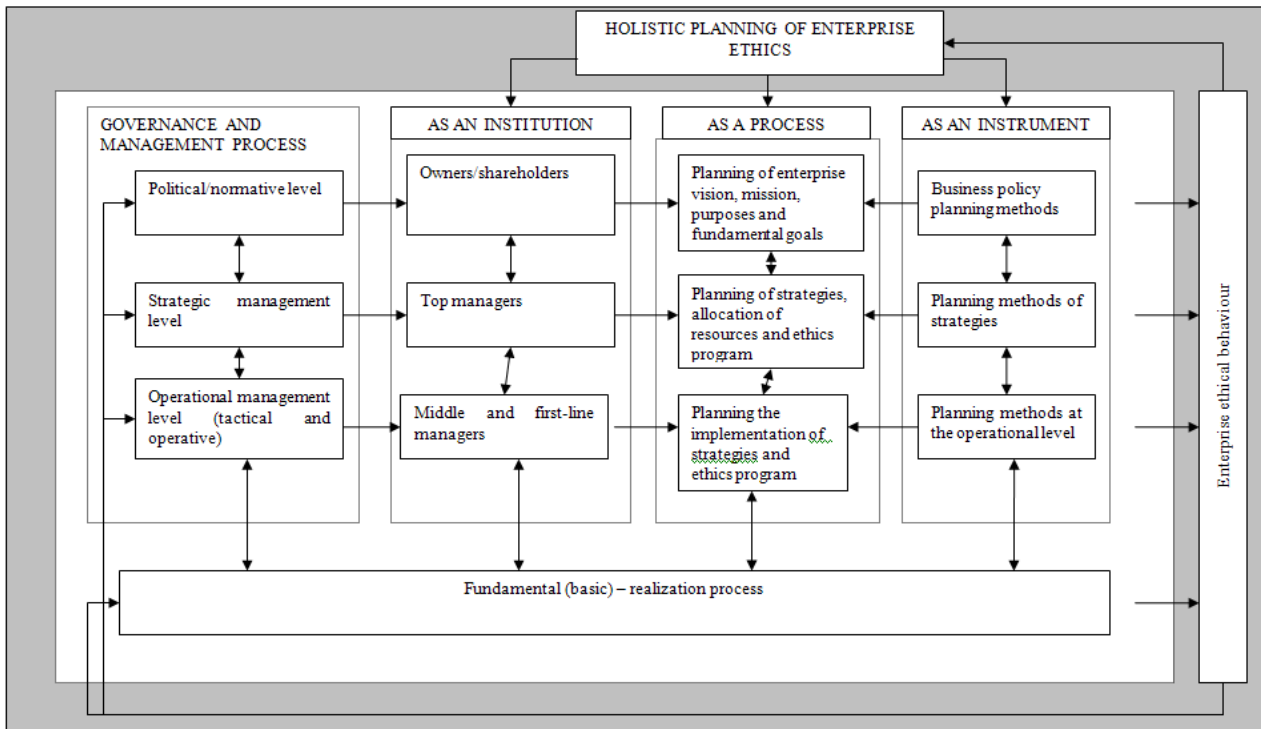 HOLISTIC PLANNING OF ENTERPRISE
ETHICS
GOVERNANCE AND
MANAGEMENT PROCESS
AS AN INSTITUTION
AS A PROCESS
AS AN INSTRUMENT
Political/normative level
Owners/shareholders
Planning of enterprise
vision, mission,
purposes and
fundamental goals
Business policy
planning methods
Strategic management
level
Top managers
Planning of strategies,
allocation of
resources and ethics
program
Planning methods of
strategies
Operational management
level (tactical and
operative)
Middle and first-line
managers
Planning the
implementation of
strategies and
ethics program
Planning methods at
the operational level
Fundamental (basic) – realization process
Enterprise ethical behaviour